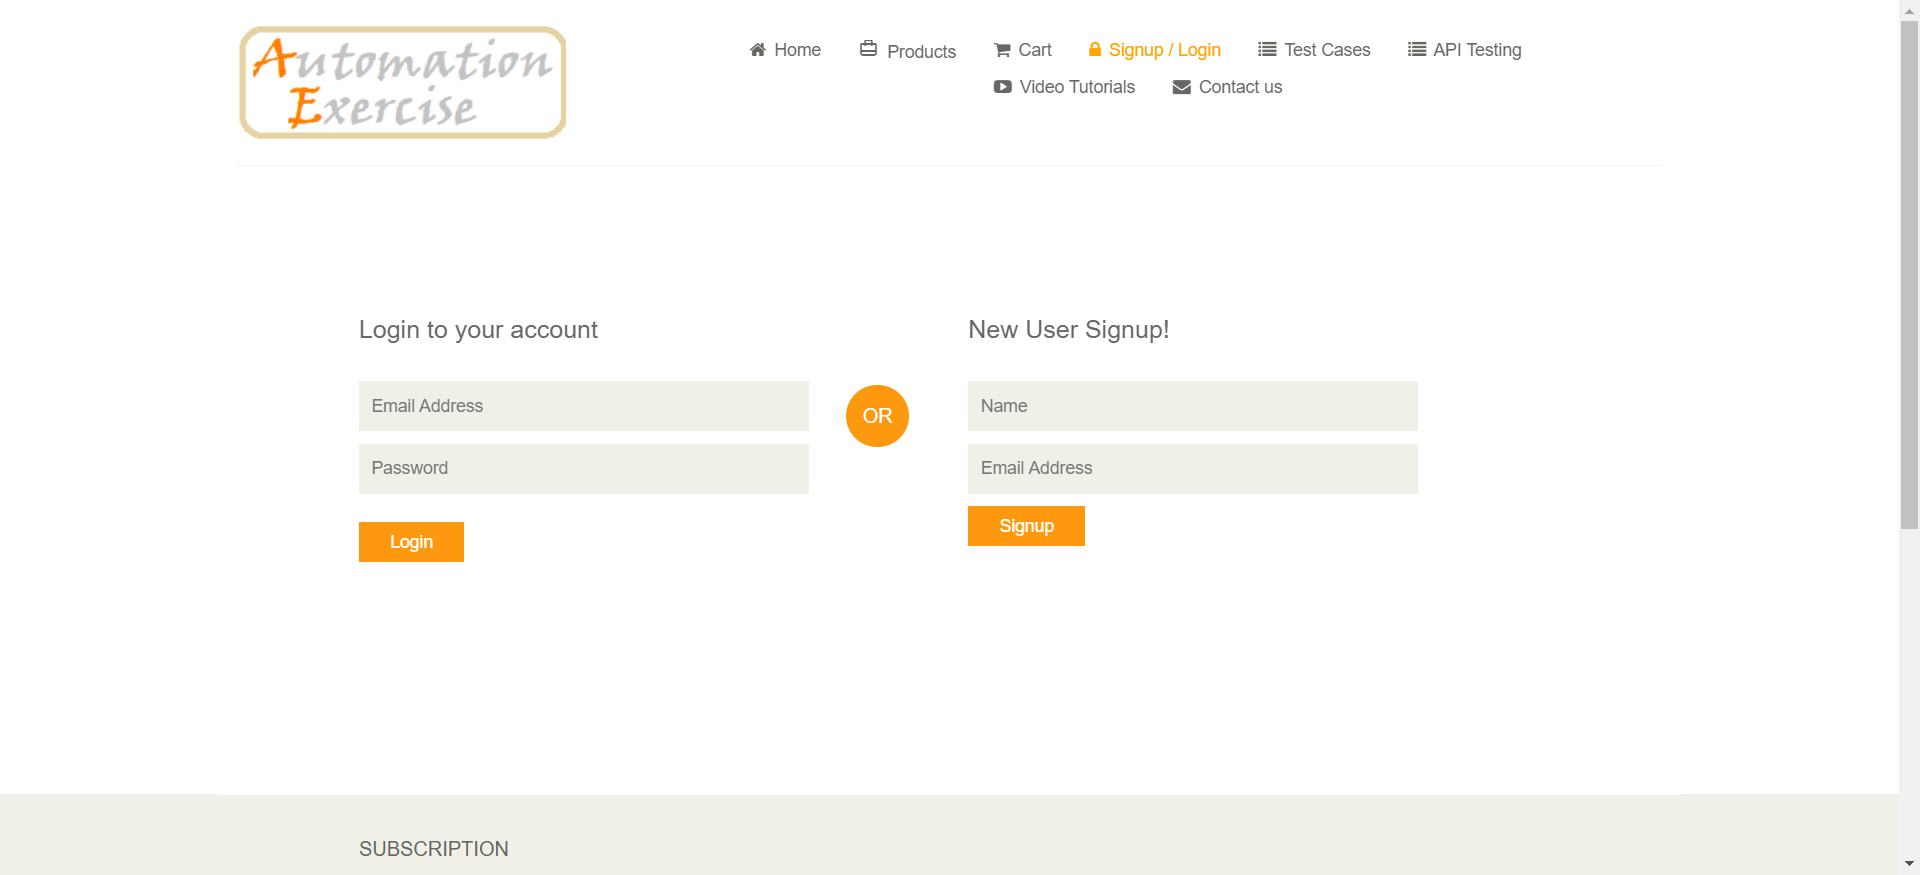 Automation
Exercise
Home Products Cart Signup / Login Test Cases API Testing
Video Tutorials Contact us
Login to your account
Email Address
Password
Login
OR
New User Signup!
Name
Email Address
Signup
SUBSCRIPTION